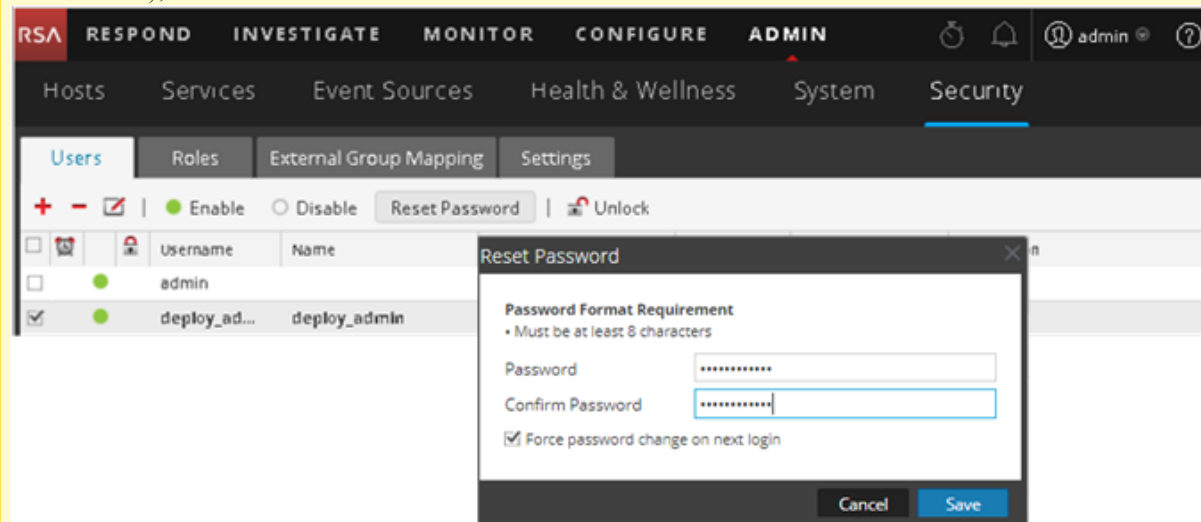 RSA RESPOND INVESTIGATE MONITOR CONFIGURE ADMIN admin
Hosts Services Event Sources Health & Wellness System Security
Users Roles External Group Mapping Settings
Enable Disable Reset Password Unlock
Username Name
admin
deploy_ad... deploy_admin
Reset Password
Password Format Requirement
• Must be at least 8 characters
Password ••••••••••••
Confirm Password ••••••••••••
Force password change on next login
Cancel Save